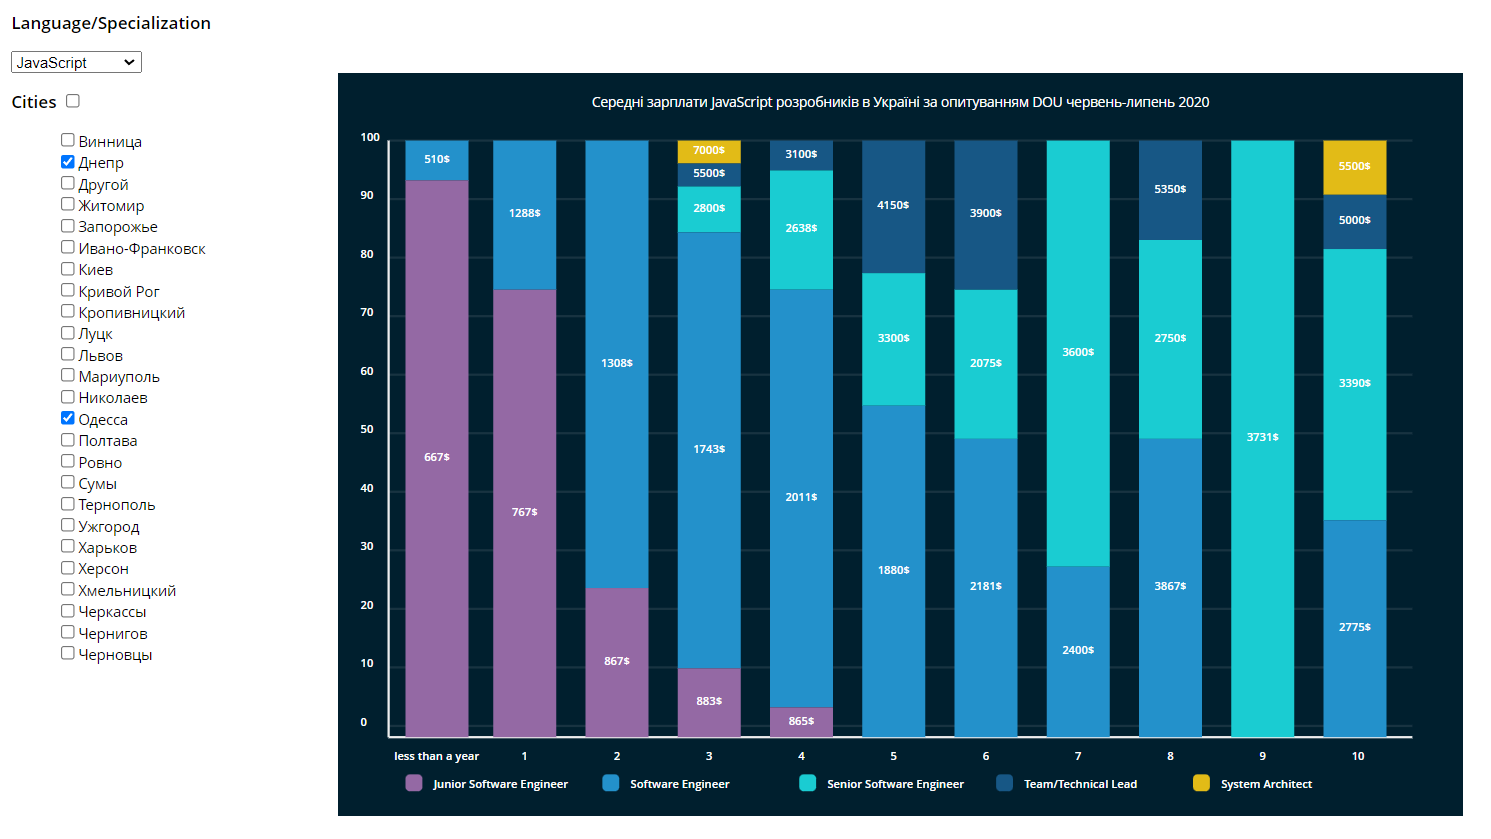 Language/Specialization
JavaScript
Cities
Винница
Днепр
Другой
Житомир
Запорожье
Ивано-Франковск
Киев
Кривой Рог
Кропивницкий
Луцк
Львов
Мариуполь
Николаев
Одесса
Полтава
Ровно
Сумы
Тернополь
Ужгород
Харьков
Херсон
Хмельницкий
Черкассы
Чернигов
Черновцы
Середні зарплати JavaScript розробників в Україні за опитуванням DOU червень-липень 2020
100
90
80
70
60
50
40
30
20
10
0
510$
667$
1288$
767$
1308$
867$
7000$
5500$
2800$
1743$
883$
3100$
2638$
2011$
865$
4150$
3300$
1880$
3900$
2075$
2181$
3600$
2400$
5350$
2750$
3867$
3731$
5500$
5000$
3390$
2775$
less than a year 1 2 3 4 5 6 7 8 9 10
Junior Software Engineer Software Engineer Senior Software Engineer Team/Technical Lead System Architect